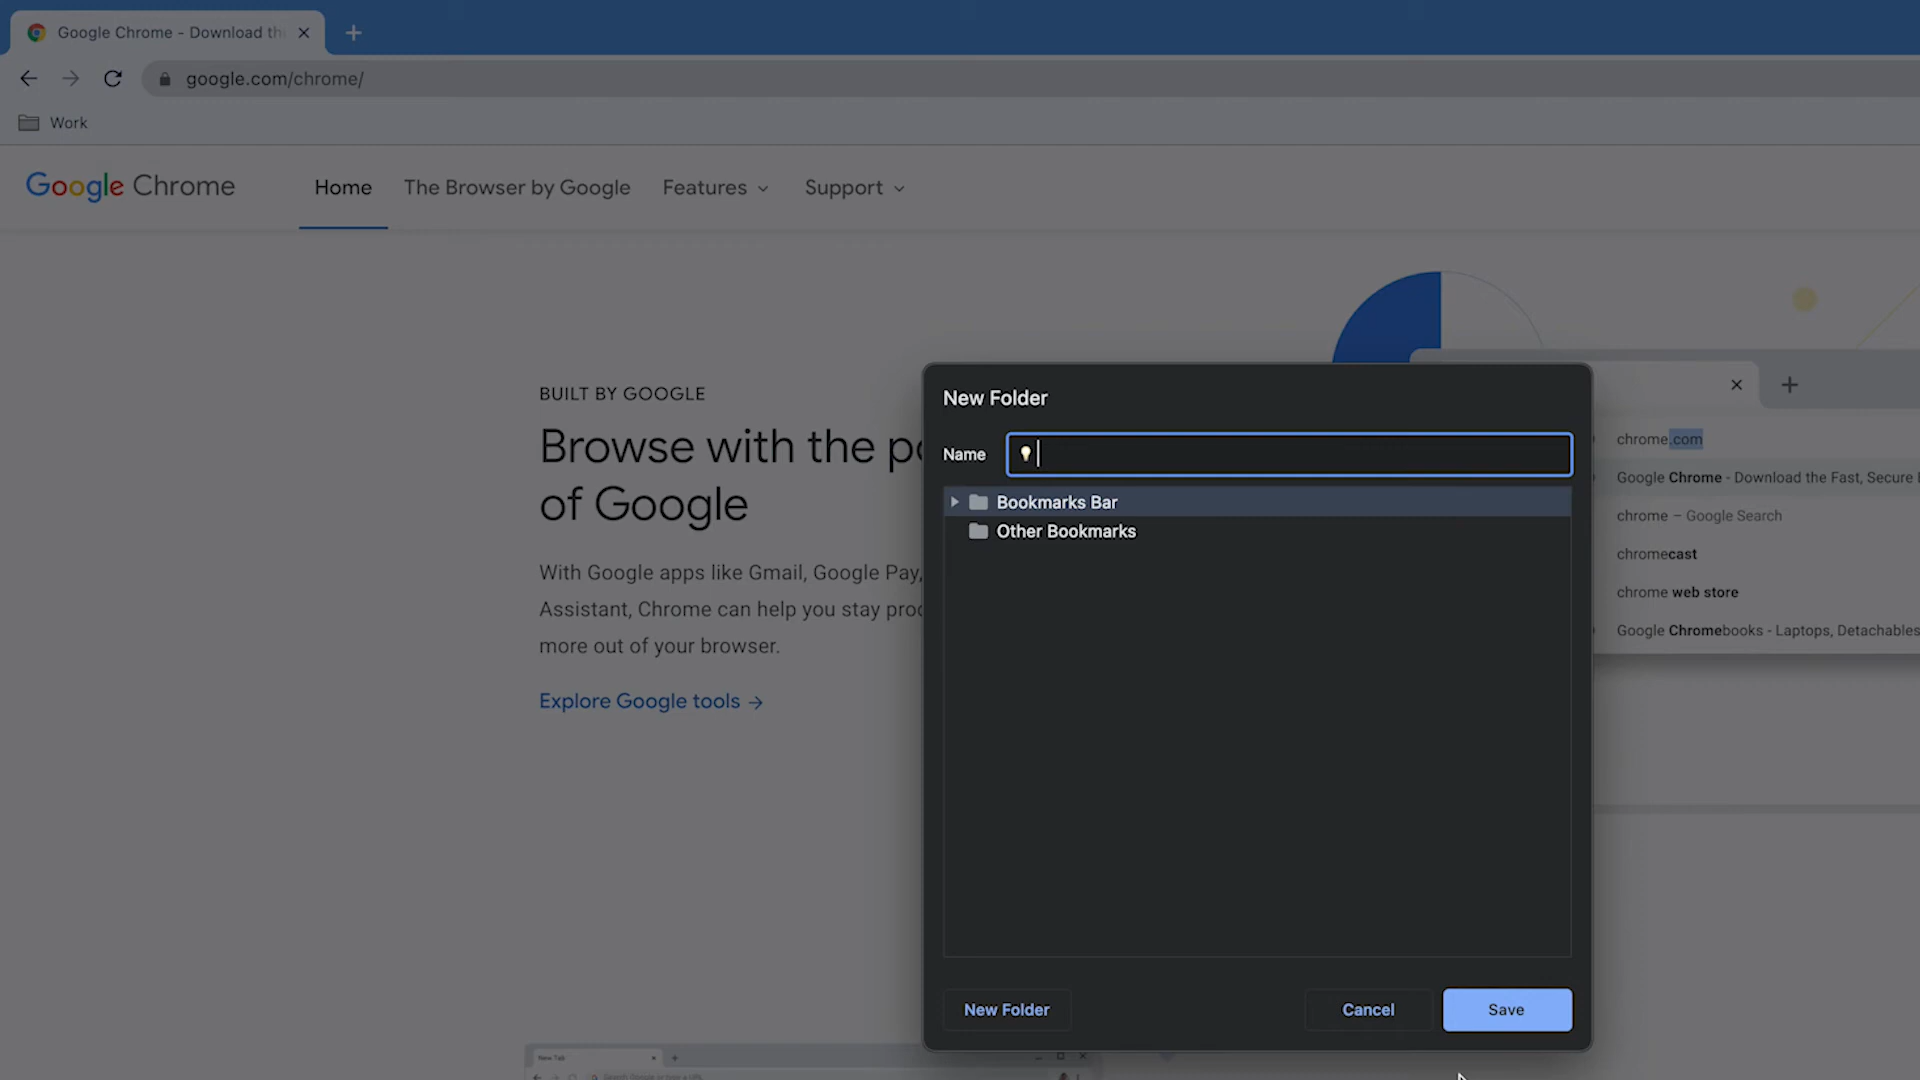 Google Chrome - Download th
google.com/chrome/
Work
Google Chrome
Home
The Browser by Google
Features
Support
BUILT BY GOOGLE
Browse with the po
of Google
With Google apps like Gmail, Google Pay,
Assistant, Chrome can help you stay prod
more out of your browser.
Explore Google tools →
New Folder
Name
💡
Bookmarks Bar
Other Bookmarks
New Folder
Cancel
Save
chrome.com
Google Chrome - Download the Fast, Secure
chrome – Google Search
chromecast
chrome web store
Google Chromebooks - Laptops, Detachables
New Tab